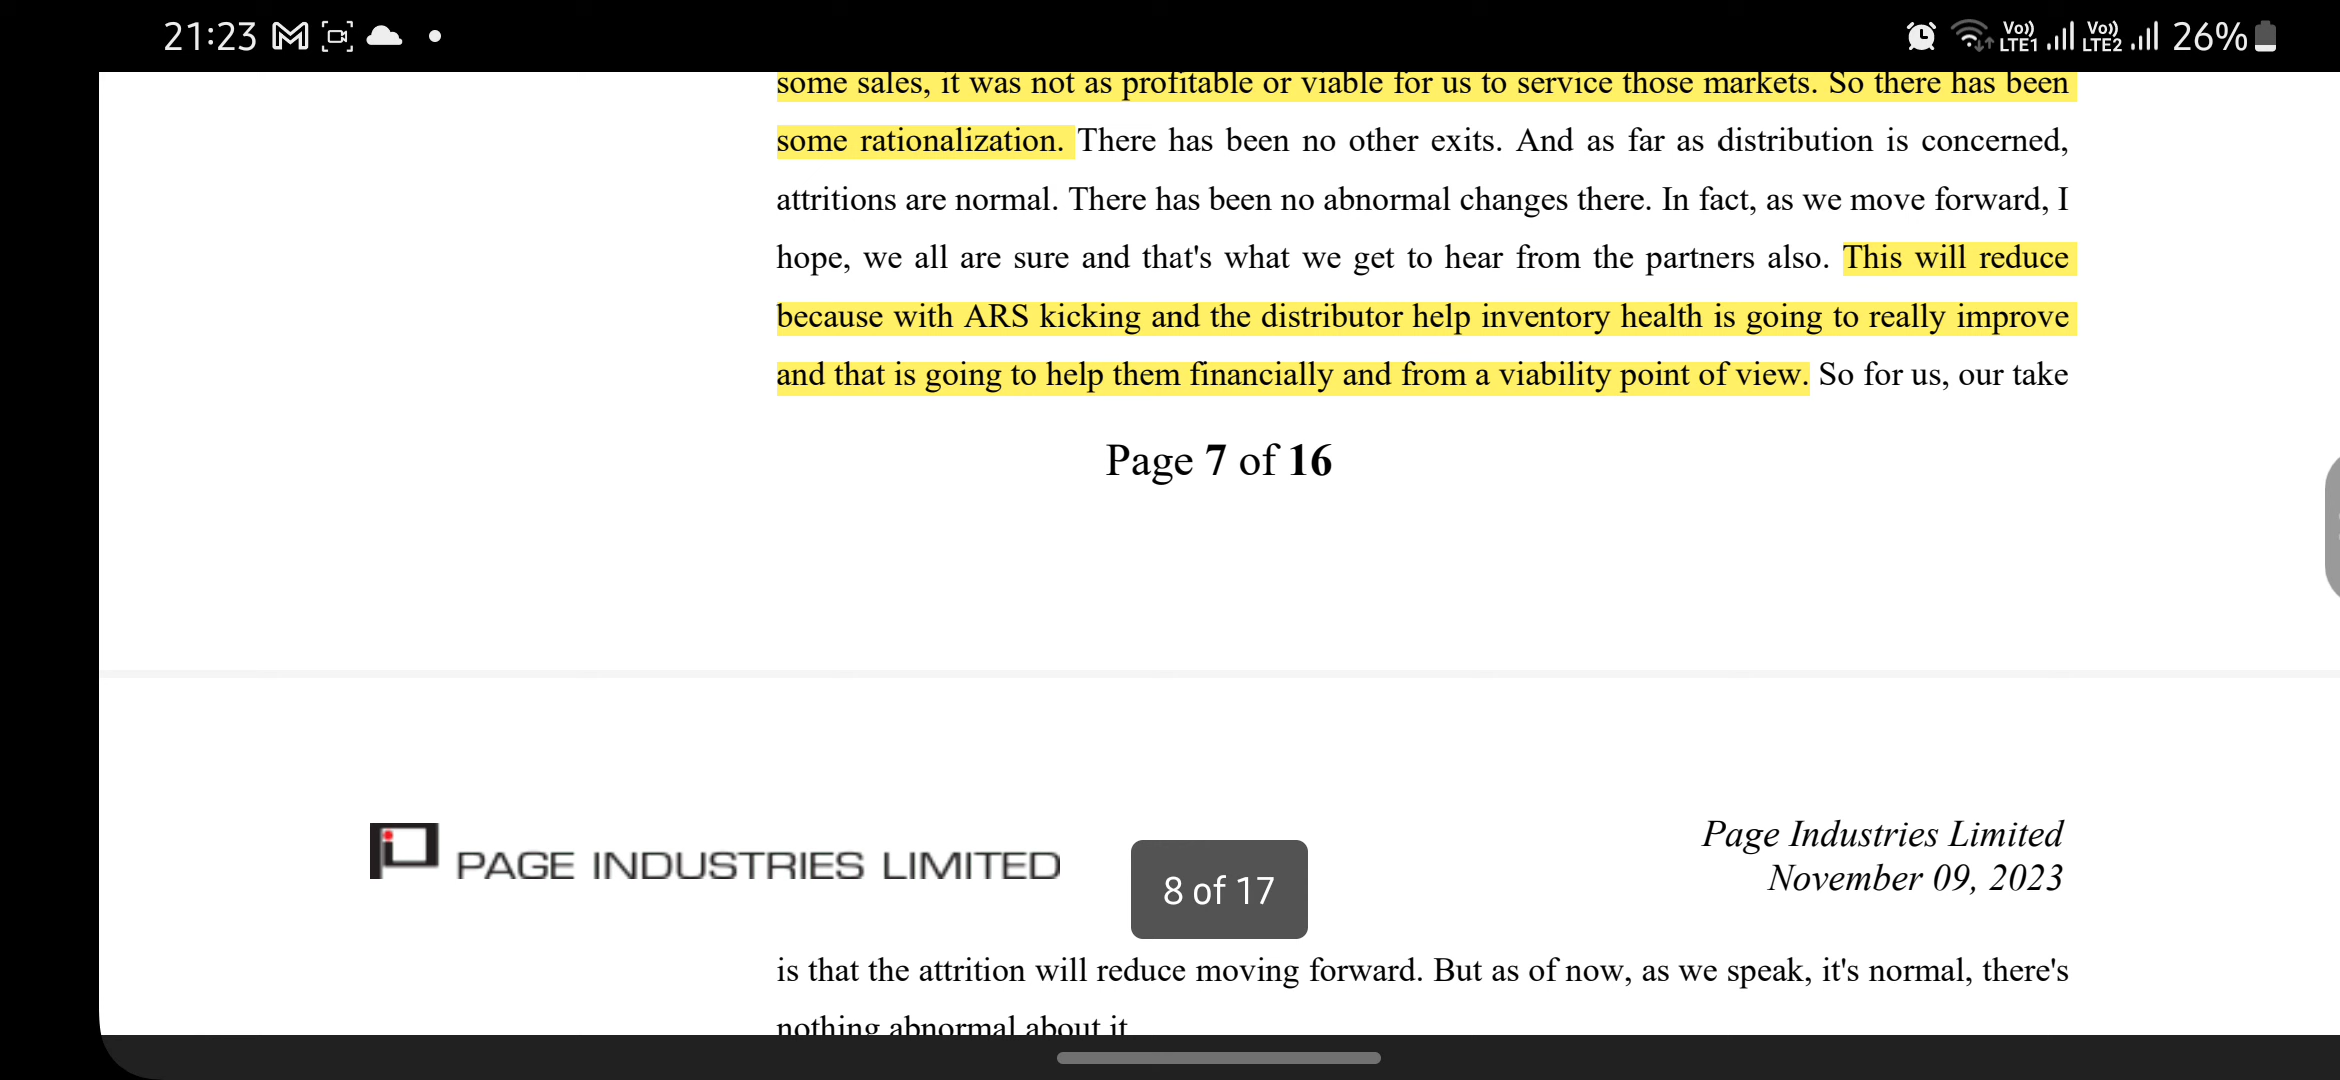 21:23
Vo)) LTE1 Vo)) LTE2 26%
some sales, it was not as profitable or viable for us to service those markets. So there has been
some rationalization. There has been no other exits. And as far as distribution is concerned,
attritions are normal. There has been no abnormal changes there. In fact, as we move forward, I
hope, we all are sure and that's what we get to hear from the partners also. This will reduce
because with ARS kicking and the distributor help inventory health is going to really improve
and that is going to help them financially and from a viability point of view. So for us, our take
Page 7 of 16
PAGE INDUSTRIES LIMITED
Page Industries Limited
November 09, 2023
8 of 17
is that the attrition will reduce moving forward. But as of now, as we speak, it's normal, there's
nothing abnormal about it